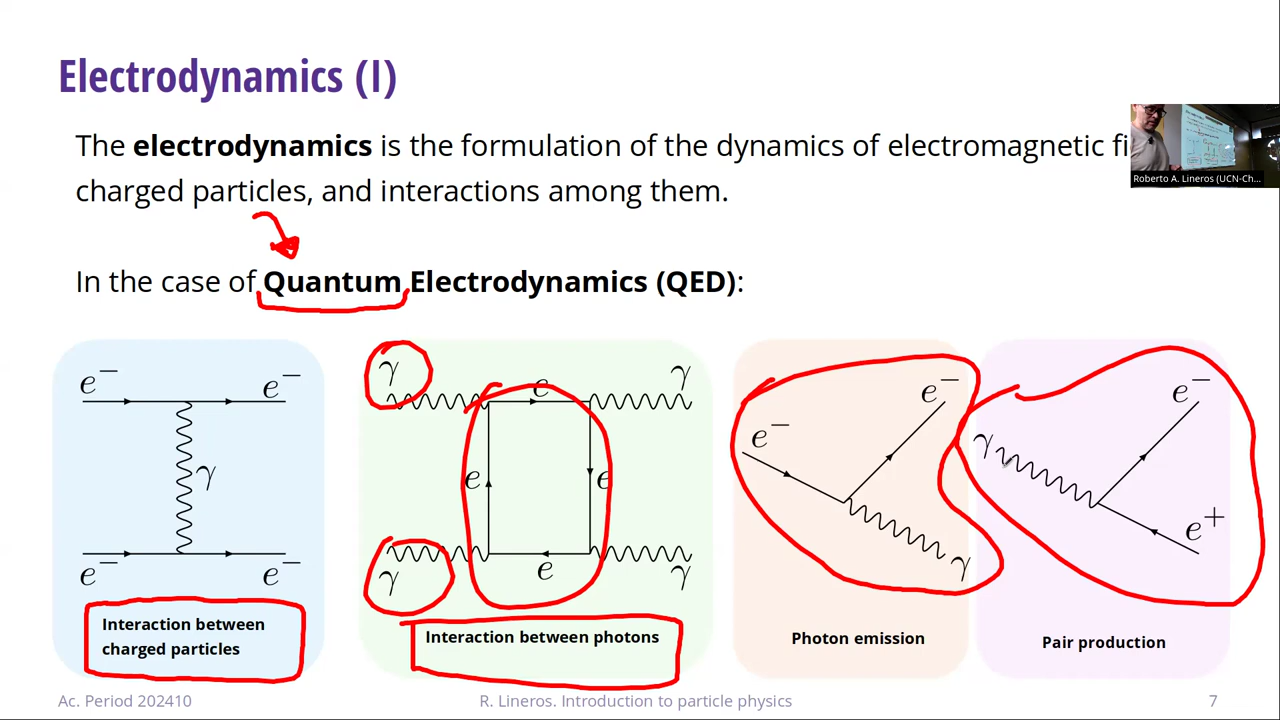 Electrodynamics (I)
The electrodynamics is the formulation of the dynamics of electromagnetic
charged particles, and interactions among them.
Roberto A. Lineros (UCN-Ch...
In the case of Quantum Electrodynamics (QED):
e⁻ e⁻
γ
e⁻ e⁻
Interaction between
charged particles
γ e γ
e e
γ e γ
Interaction between photons
e⁻ e⁻
γ
Photon emission
γ e⁻
e⁺
Pair production
Ac. Period 202410
R. Lineros. Introduction to particle physics
7